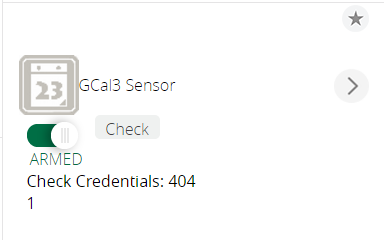 23
GCal3 Sensor
Check
ARMED
Check Credentials: 404
1